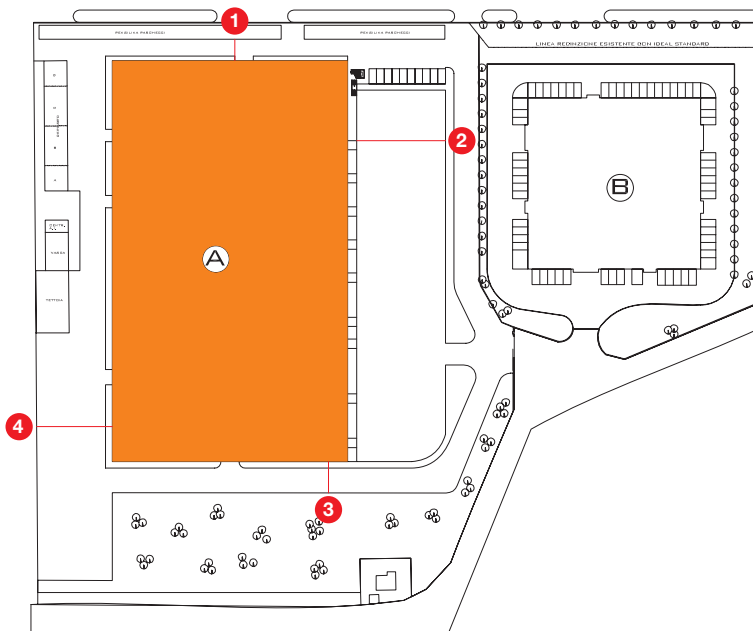 1
PENSILINA PARCHEGGI
PENSILINA PARCHEGGI
LINEA RECINZIONE ESISTENTE CON IDEAL STANDARD
2
B
A
TETTOIA
4
3